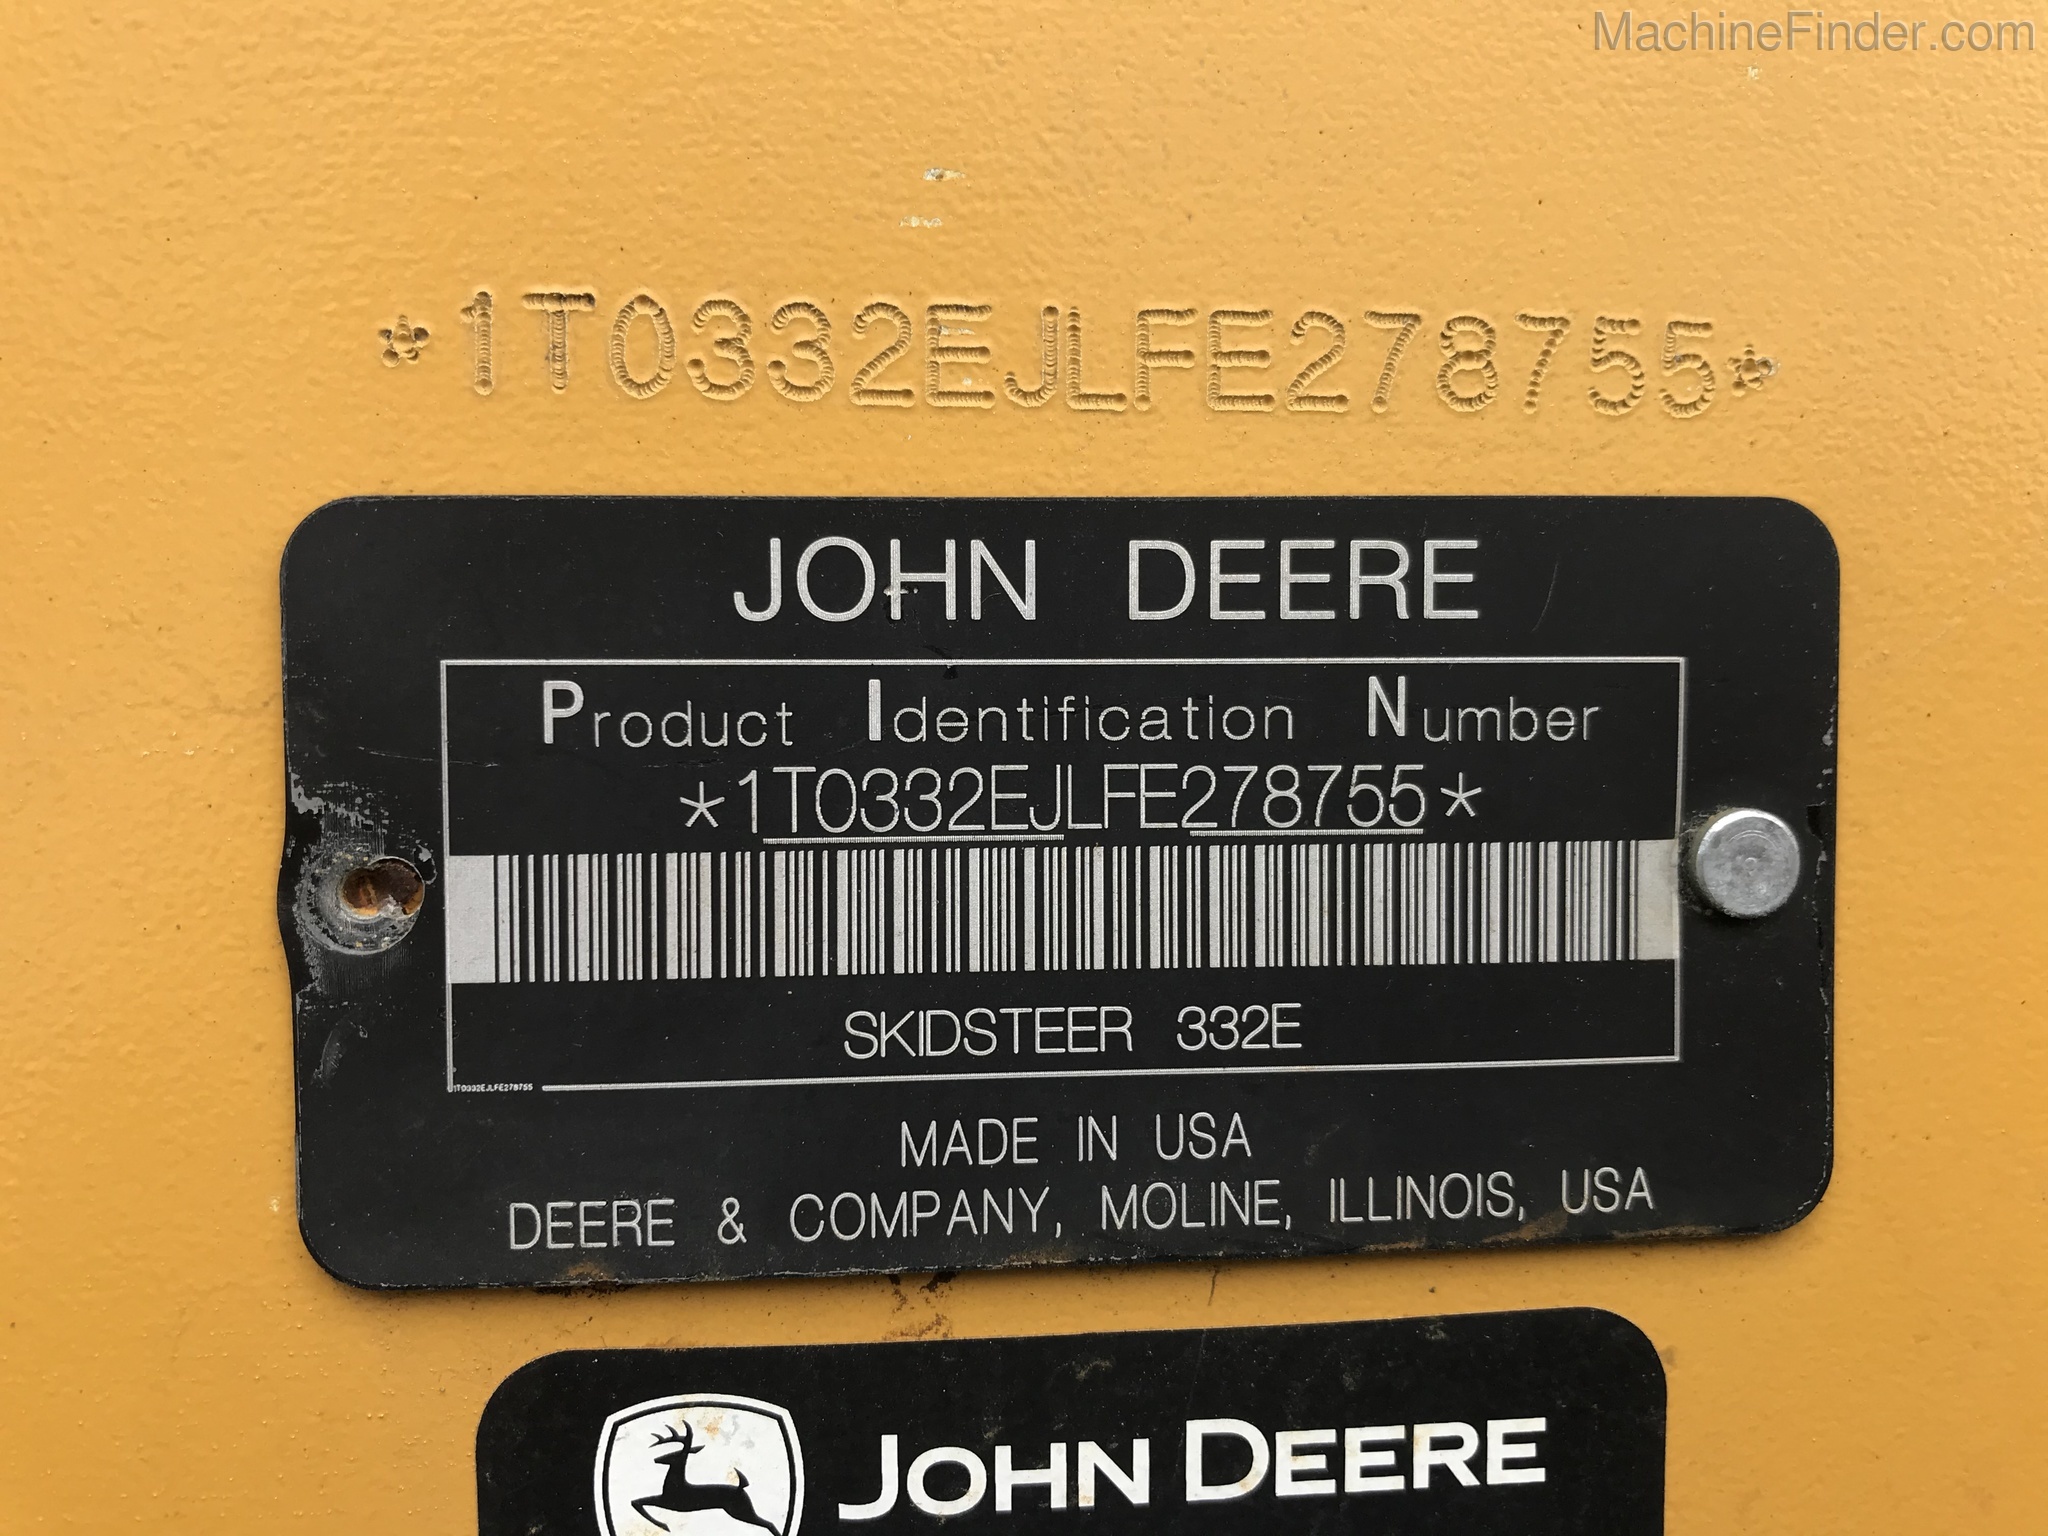 MachineFinder.com
*1T0332EJLFE278755*
JOHN DEERE
Product Identification Number
*1T0332EJLFE278755*
SKIDSTEER 332E
1T0332EJLFE278755
MADE IN USA
DEERE & COMPANY, MOLINE, ILLINOIS, USA
JOHN DEERE